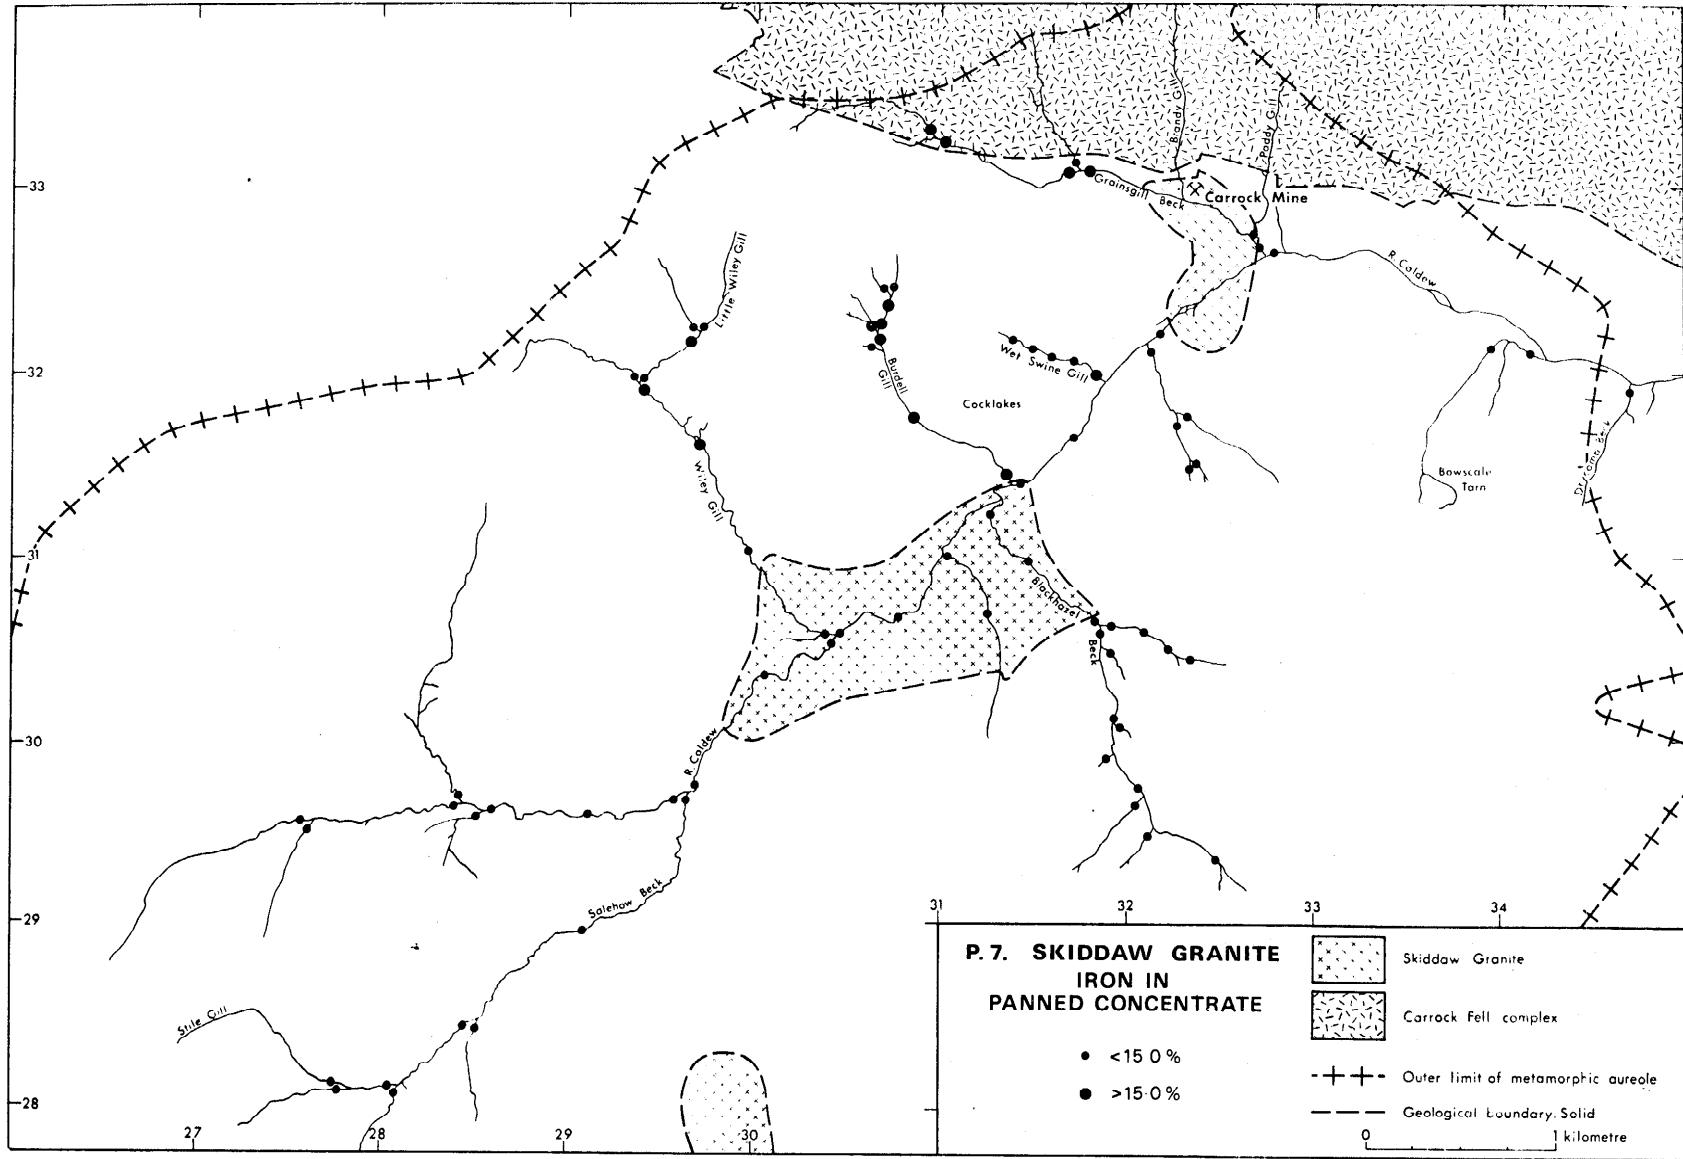 33
32
31
30
29
28
27
28
29
30
31
32
33
34
Brandy Gill
Poddy Gill
Grainsgill Beck
Carrock Mine
R. Caldew
Little Wiley Gill
Burdell
Gill
Wet Swine Gill
Cocklakes
Wiley Gill
Bowscale
Tarn
Blackhazel
Beck
R. Caldew
Salehow Beck
Stile Gill
P. 7. SKIDDAW GRANITE
IRON IN
PANNED CONCENTRATE
<15 0 %
>15·0 %
Skiddaw Granite
Carrock Fell complex
Outer limit of metamorphic aureole
Geological boundary. Solid
0 1 kilometre